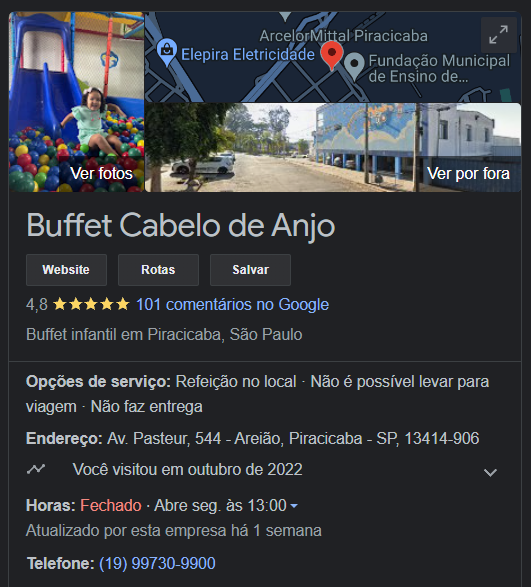 ArcelorMittal Piracicaba
Elepira Eletricidade
Fundação Municipal
de Ensino de...
Ver fotos
Ver por fora
Buffet Cabelo de Anjo
Website Rotas Salvar
4,8 101 comentários no Google
Buffet infantil em Piracicaba, São Paulo
Opções de serviço: Refeição no local · Não é possível levar para
viagem · Não faz entrega
Endereço: Av. Pasteur, 544 - Areião, Piracicaba - SP, 13414-906
Você visitou em outubro de 2022
Horas: Fechado · Abre seg. às 13:00
Atualizado por esta empresa há 1 semana
Telefone: (19) 99730-9900